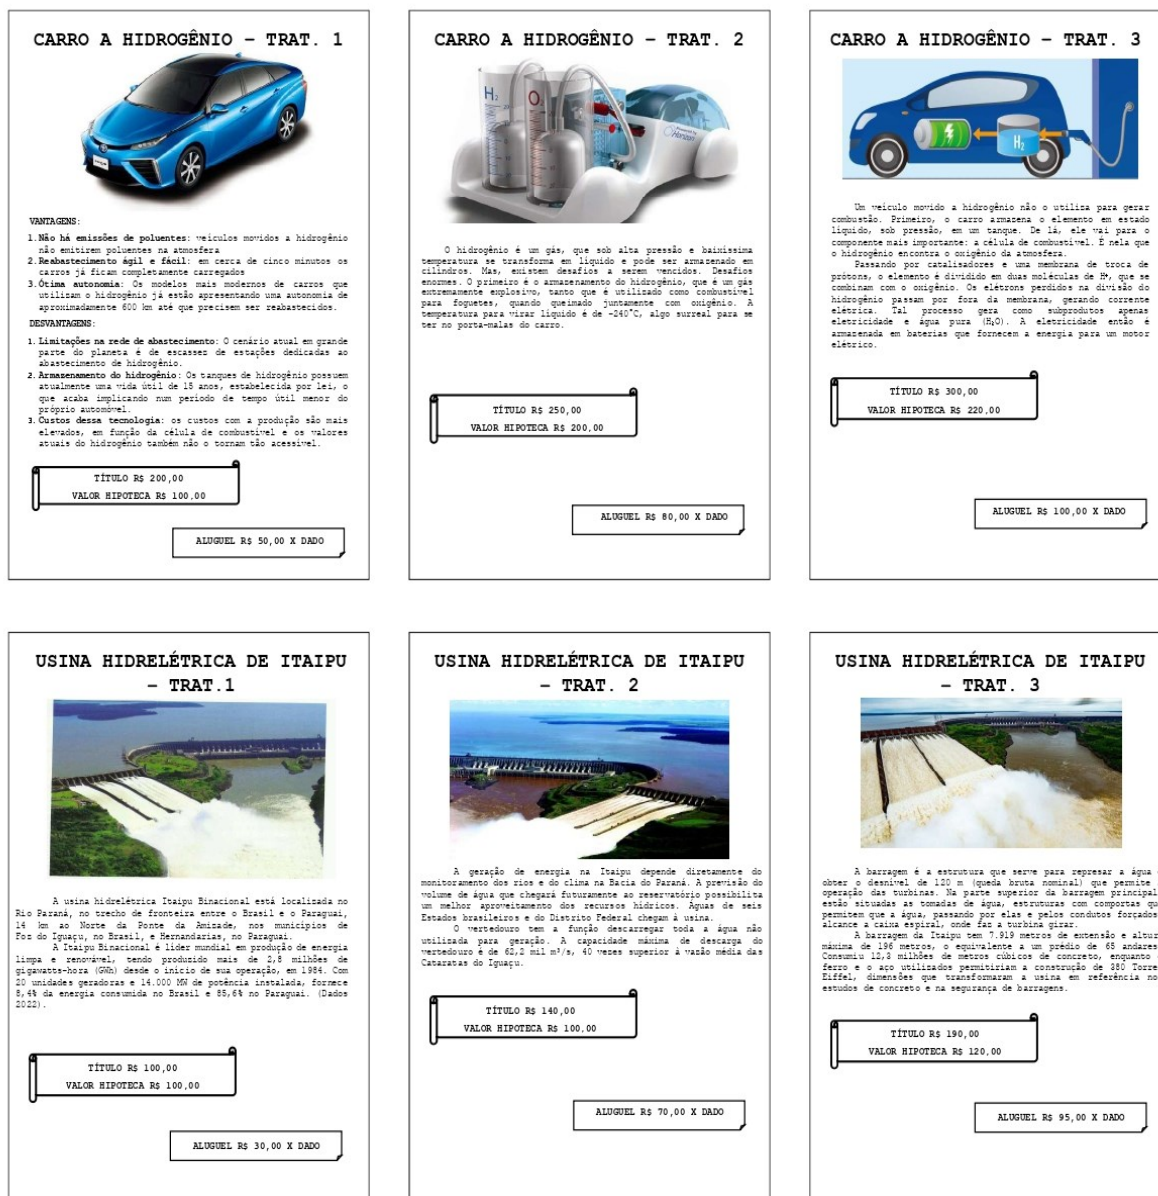 CARRO A HIDROGÊNIO – TRAT. 1
VANTAGENS:
1. Não há emissões de poluentes: veículos movidos a hidrogênio
não emitirem poluentes na atmosfera
2. Reabastecimento ágil e fácil: em cerca de cinco minutos os
carros já ficam completamente carregados
3. Ótima autonomia: Os modelos mais modernos de carros que
utilizam o hidrogênio já estão apresentando uma autonomia de
aproximadamente 600 km até que precisem ser reabastecidos.
DESVANTAGENS:
1. Limitações na rede de abastecimento: O cenário atual em grande
parte do planeta é de escassez de estações dedicadas ao
abastecimento de hidrogênio.
2. Armazenamento do hidrogênio: Os tanques de hidrogênio possuem
atualmente uma vida útil de 15 anos, estabelecida por lei, o
que acaba implicando num período de tempo útil menor do
próprio automóvel.
3. Custos dessa tecnologia: os custos com a produção são mais
elevados, em função da célula de combustível e os valores
atuais do hidrogênio também não o tornam tão acessível.
TÍTULO R$ 200,00
VALOR HIPOTECA R$ 100,00
ALUGUEL R$ 50,00 X DADO
CARRO A HIDROGÊNIO – TRAT. 2
H2
O
Powered by
Horizon
O hidrogênio é um gás, que sob alta pressão e baixíssima
temperatura se transforma em líquido e pode ser armazenado em
cilindros. Mas, existem desafios a serem vencidos. Desafios
enormes. O primeiro é o armazenamento do hidrogênio, que é um gás
extremamente explosivo, tanto que é utilizado como combustível
para foguetes, quando queimado juntamente com oxigênio. A
temperatura para virar líquido é de -240°C, algo surreal para se
ter no porta-malas do carro.
TÍTULO R$ 250,00
VALOR HIPOTECA R$ 200,00
ALUGUEL R$ 80,00 X DADO
CARRO A HIDROGÊNIO – TRAT. 3
H2
Um veículo movido a hidrogênio não o utiliza para gerar
combustão. Primeiro, o carro armazena o elemento em estado
líquido, sob pressão, em um tanque. De lá, ele vai para o
componente mais importante: a célula de combustível. É nela que
o hidrogênio encontra o oxigênio da atmosfera.
Passando por catalisadores e uma membrana de troca de
prótons, o elemento é dividido em duas moléculas de H⁺, que se
combinam com o oxigênio. Os elétrons perdidos na divisão do
hidrogênio passam por fora da membrana, gerando corrente
elétrica. Tal processo gera como subprodutos apenas
eletricidade e água pura (H₂O). A eletricidade então é
armazenada em baterias que fornecem a energia para um motor
elétrico.
TÍTULO R$ 300,00
VALOR HIPOTECA R$ 220,00
ALUGUEL R$ 100,00 X DADO
USINA HIDRELÉTRICA DE ITAIPU
– TRAT.1
A usina hidrelétrica Itaipu Binacional está localizada no
Rio Paraná, no trecho de fronteira entre o Brasil e o Paraguai,
14 km ao Norte da Ponte da Amizade, nos municípios de
Foz do Iguaçu, no Brasil, e Hernandarias, no Paraguai.
A Itaipu Binacional é líder mundial em produção de energia
limpa e renovável, tendo produzido mais de 2,8 milhões de
gigawatts-hora (GWh) desde o início de sua operação, em 1984. Com
20 unidades geradoras e 14.000 MW de potência instalada, fornece
8,4% da energia consumida no Brasil e 85,6% no Paraguai. (Dados
2022).
TÍTULO R$ 100,00
VALOR HIPOTECA R$ 100,00
ALUGUEL R$ 30,00 X DADO
USINA HIDRELÉTRICA DE ITAIPU
– TRAT. 2
A geração de energia na Itaipu depende diretamente do
monitoramento dos rios e do clima na Bacia do Paraná. A previsão do
volume de água que chegará futuramente ao reservatório possibilita
um melhor aproveitamento dos recursos hídricos. Águas de seis
Estados brasileiros e do Distrito Federal chegam à usina.
O vertedouro tem a função descarregar toda a água não
utilizada para geração. A capacidade máxima de descarga do
vertedouro é de 62,2 mil m³/s, 40 vezes superior à vazão média das
Cataratas do Iguaçu.
TÍTULO R$ 140,00
VALOR HIPOTECA R$ 100,00
ALUGUEL R$ 70,00 X DADO
USINA HIDRELÉTRICA DE ITAIPU
– TRAT. 3
A barragem é a estrutura que serve para represar a água
obter o desnível de 120 m (queda bruta nominal) que permite
operação das turbinas. Na parte superior da barragem principal
estão situadas as tomadas de água, estruturas com comportas qu
permitem que a água, passando por elas e pelos condutos forçados
alcance a caixa espiral, onde faz a turbina girar.
A barragem da Itaipu tem 7.919 metros de extensão e altur
máxima de 196 metros, o equivalente a um prédio de 65 andares
Consumiu 12,3 milhões de metros cúbicos de concreto, enquanto
ferro e o aço utilizados permitiriam a construção de 380 Torre
Eiffel, dimensões que transformaram a usina em referência no
estudos de concreto e na segurança de barragens.
TÍTULO R$ 190,00
VALOR HIPOTECA R$ 120,00
ALUGUEL R$ 95,00 X DADO